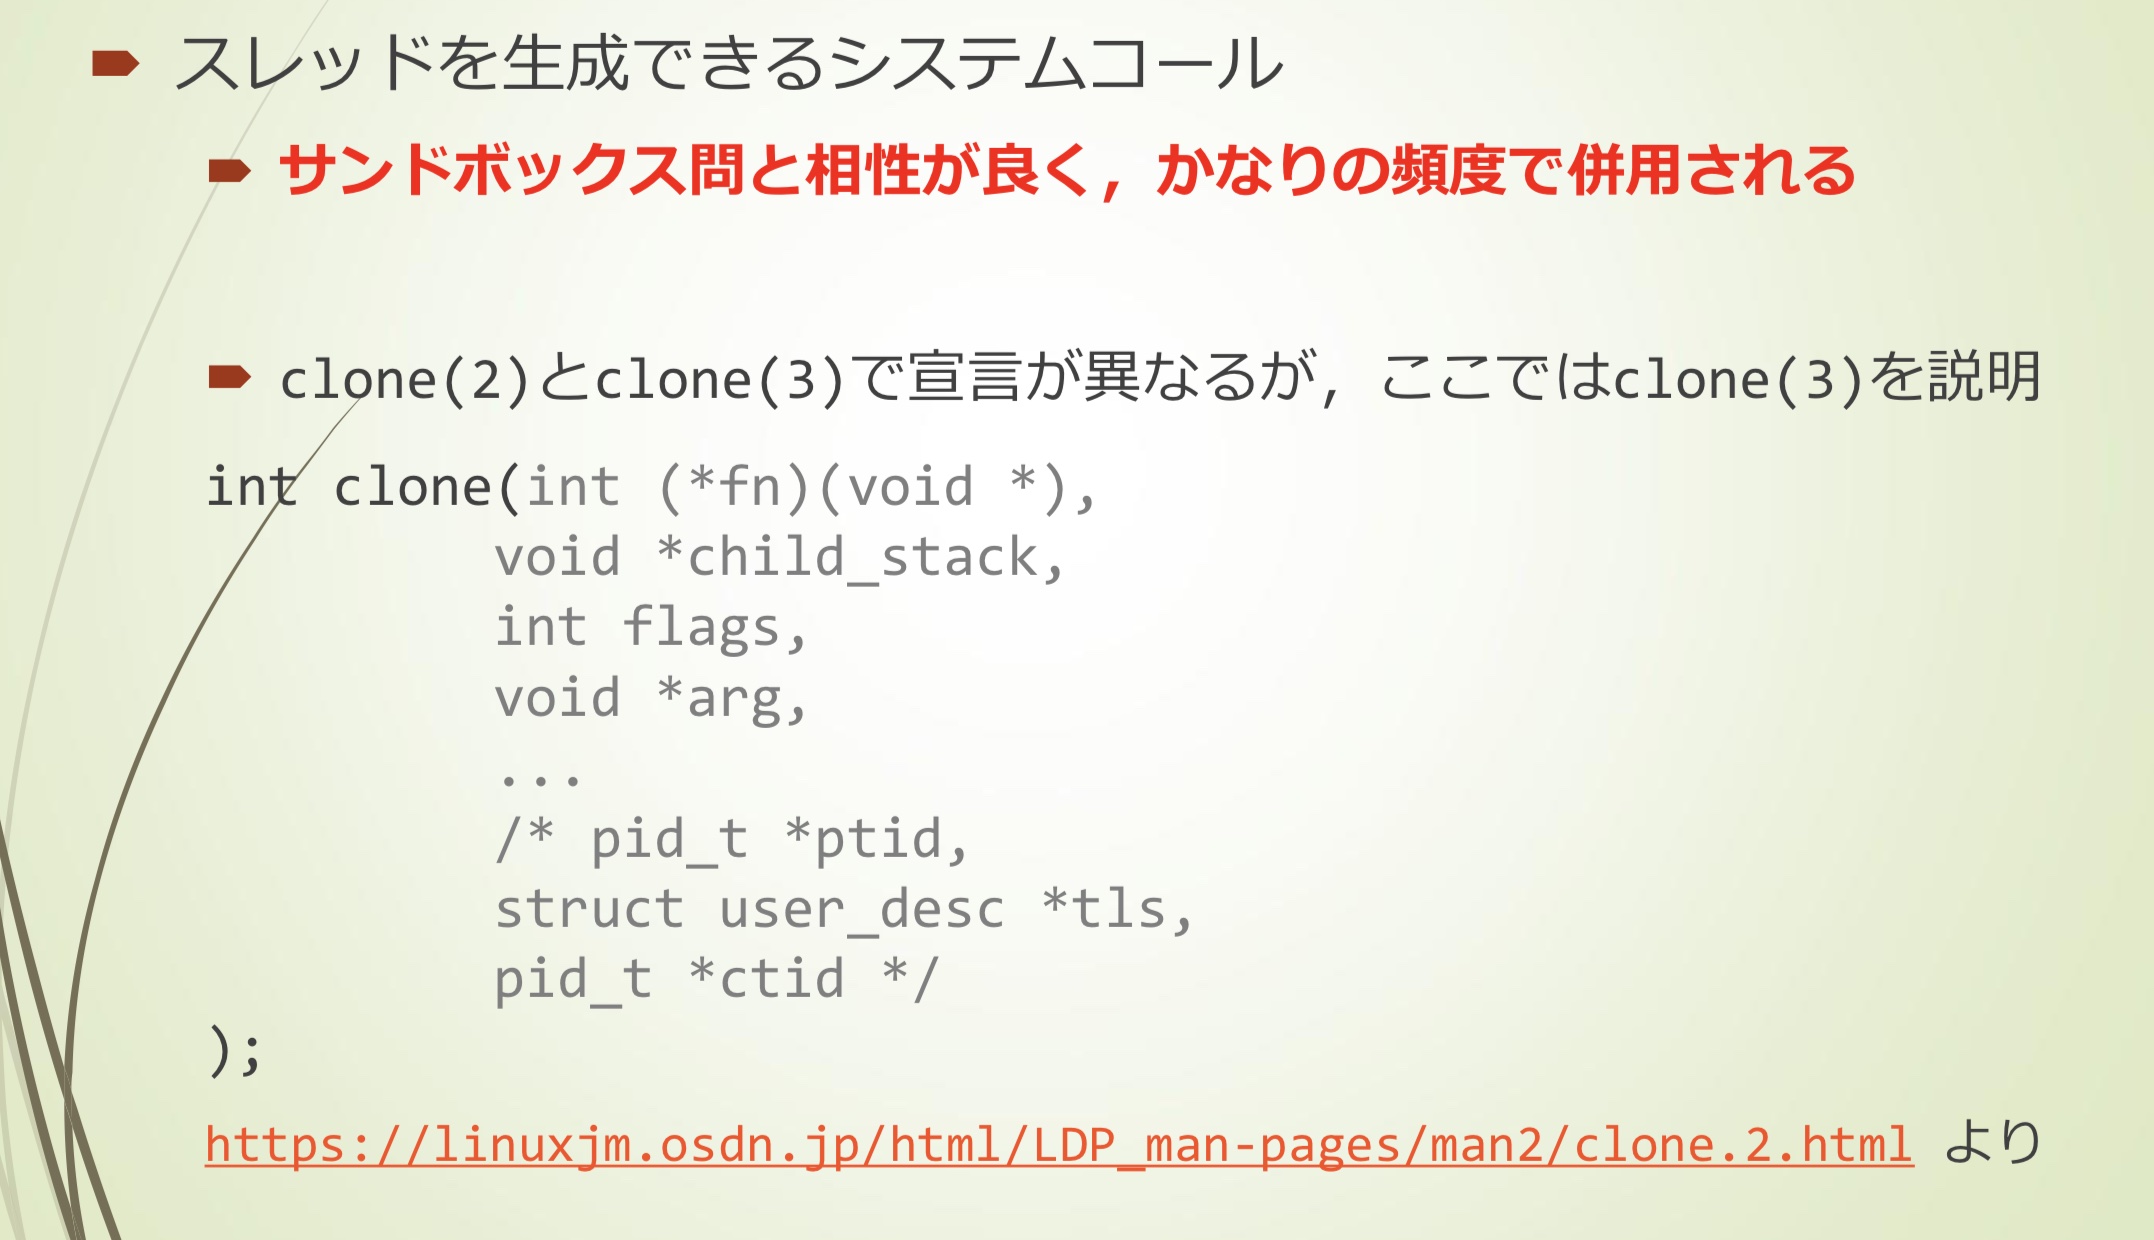 スレッドを生成できるシステムコール
サンドボックス問と相性が良く，かなりの頻度で併用される
clone(2)とclone(3)で宣言が異なるが，ここではclone(3)を説明
int clone(int (*fn)(void *),
void *child_stack,
int flags,
void *arg,
...
/* pid_t *ptid,
struct user_desc *tls,
pid_t *ctid */
);
https://linuxjm.osdn.jp/html/LDP_man-pages/man2/clone.2.html より